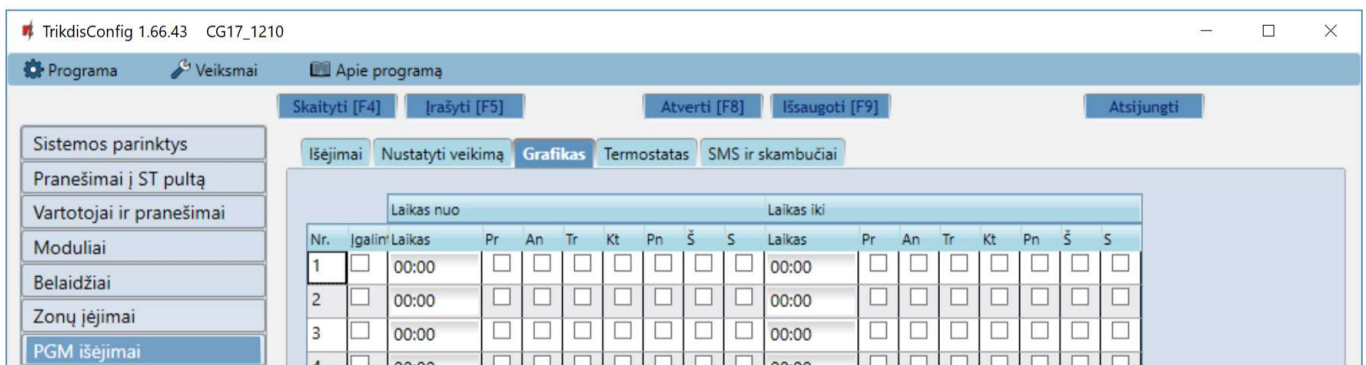 TrikdisConfig 1.66.43 CG17_1210
Programa Veiksmai Apie programą
Skaityti [F4] Įrašyti [F5] Atverti [F8] Išsaugoti [F9] Atsijungti
Sistemos parinktys
Pranešimai į ST pultą
Vartotojai ir pranešimai
Moduliai
Belaidžiai
Zonų įėjimai
PGM išėjimai
Išėjimai Nustatyti veikimą Grafikas Termostatas SMS ir skambučiai
Laikas nuo Laikas iki
Nr. Įgalint Laikas Pr An Tr Kt Pn Š S Laikas Pr An Tr Kt Pn Š S
1 00:00 00:00
2 00:00 00:00
3 00:00 00:00